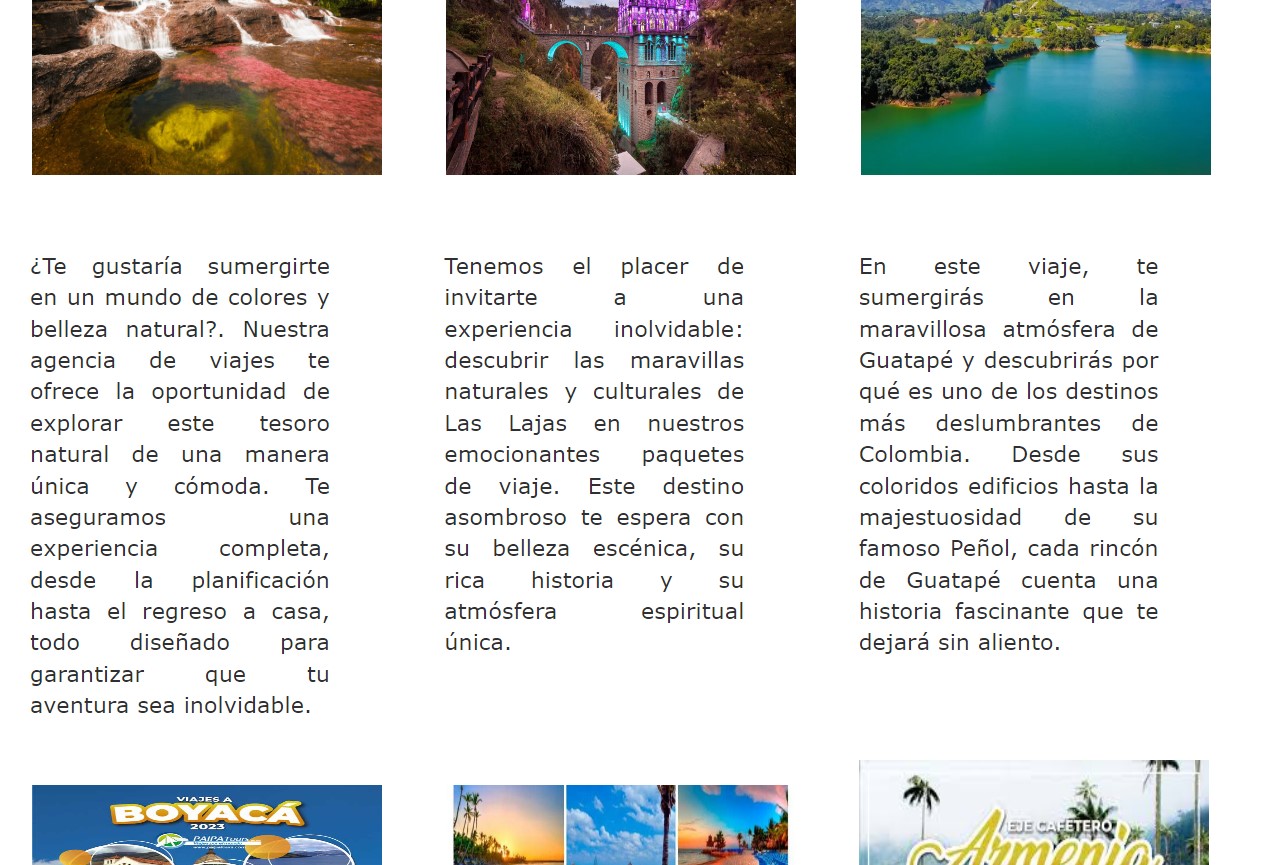 ¿Te gustaría sumergirte
en un mundo de colores y
belleza natural?. Nuestra
agencia de viajes te
ofrece la oportunidad de
explorar este tesoro
natural de una manera
única y cómoda. Te
aseguramos una
experiencia completa,
desde la planificación
hasta el regreso a casa,
todo diseñado para
garantizar que tu
aventura sea inolvidable.
Tenemos el placer de
invitarte a una
experiencia inolvidable:
descubrir las maravillas
naturales y culturales de
Las Lajas en nuestros
emocionantes paquetes
de viaje. Este destino
asombroso te espera con
su belleza escénica, su
rica historia y su
atmósfera espiritual
única.
En este viaje, te
sumergirás en la
maravillosa atmósfera de
Guatapé y descubrirás por
qué es uno de los destinos
más deslumbrantes de
Colombia. Desde sus
coloridos edificios hasta la
majestuosidad de su
famoso Peñol, cada rincón
de Guatapé cuenta una
historia fascinante que te
dejará sin aliento.
VIAJES A
BOYACÁ
2023
PAIPA Tours
EJE CAFETERO
Armenia